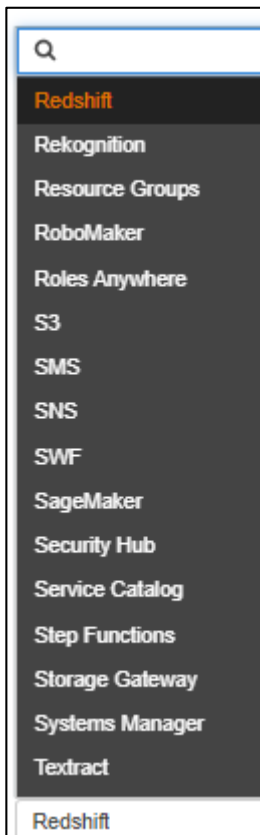 Redshift
Rekognition
Resource Groups
RoboMaker
Roles Anywhere
S3
SMS
SNS
SWF
SageMaker
Security Hub
Service Catalog
Step Functions
Storage Gateway
Systems Manager
Textract
Redshift